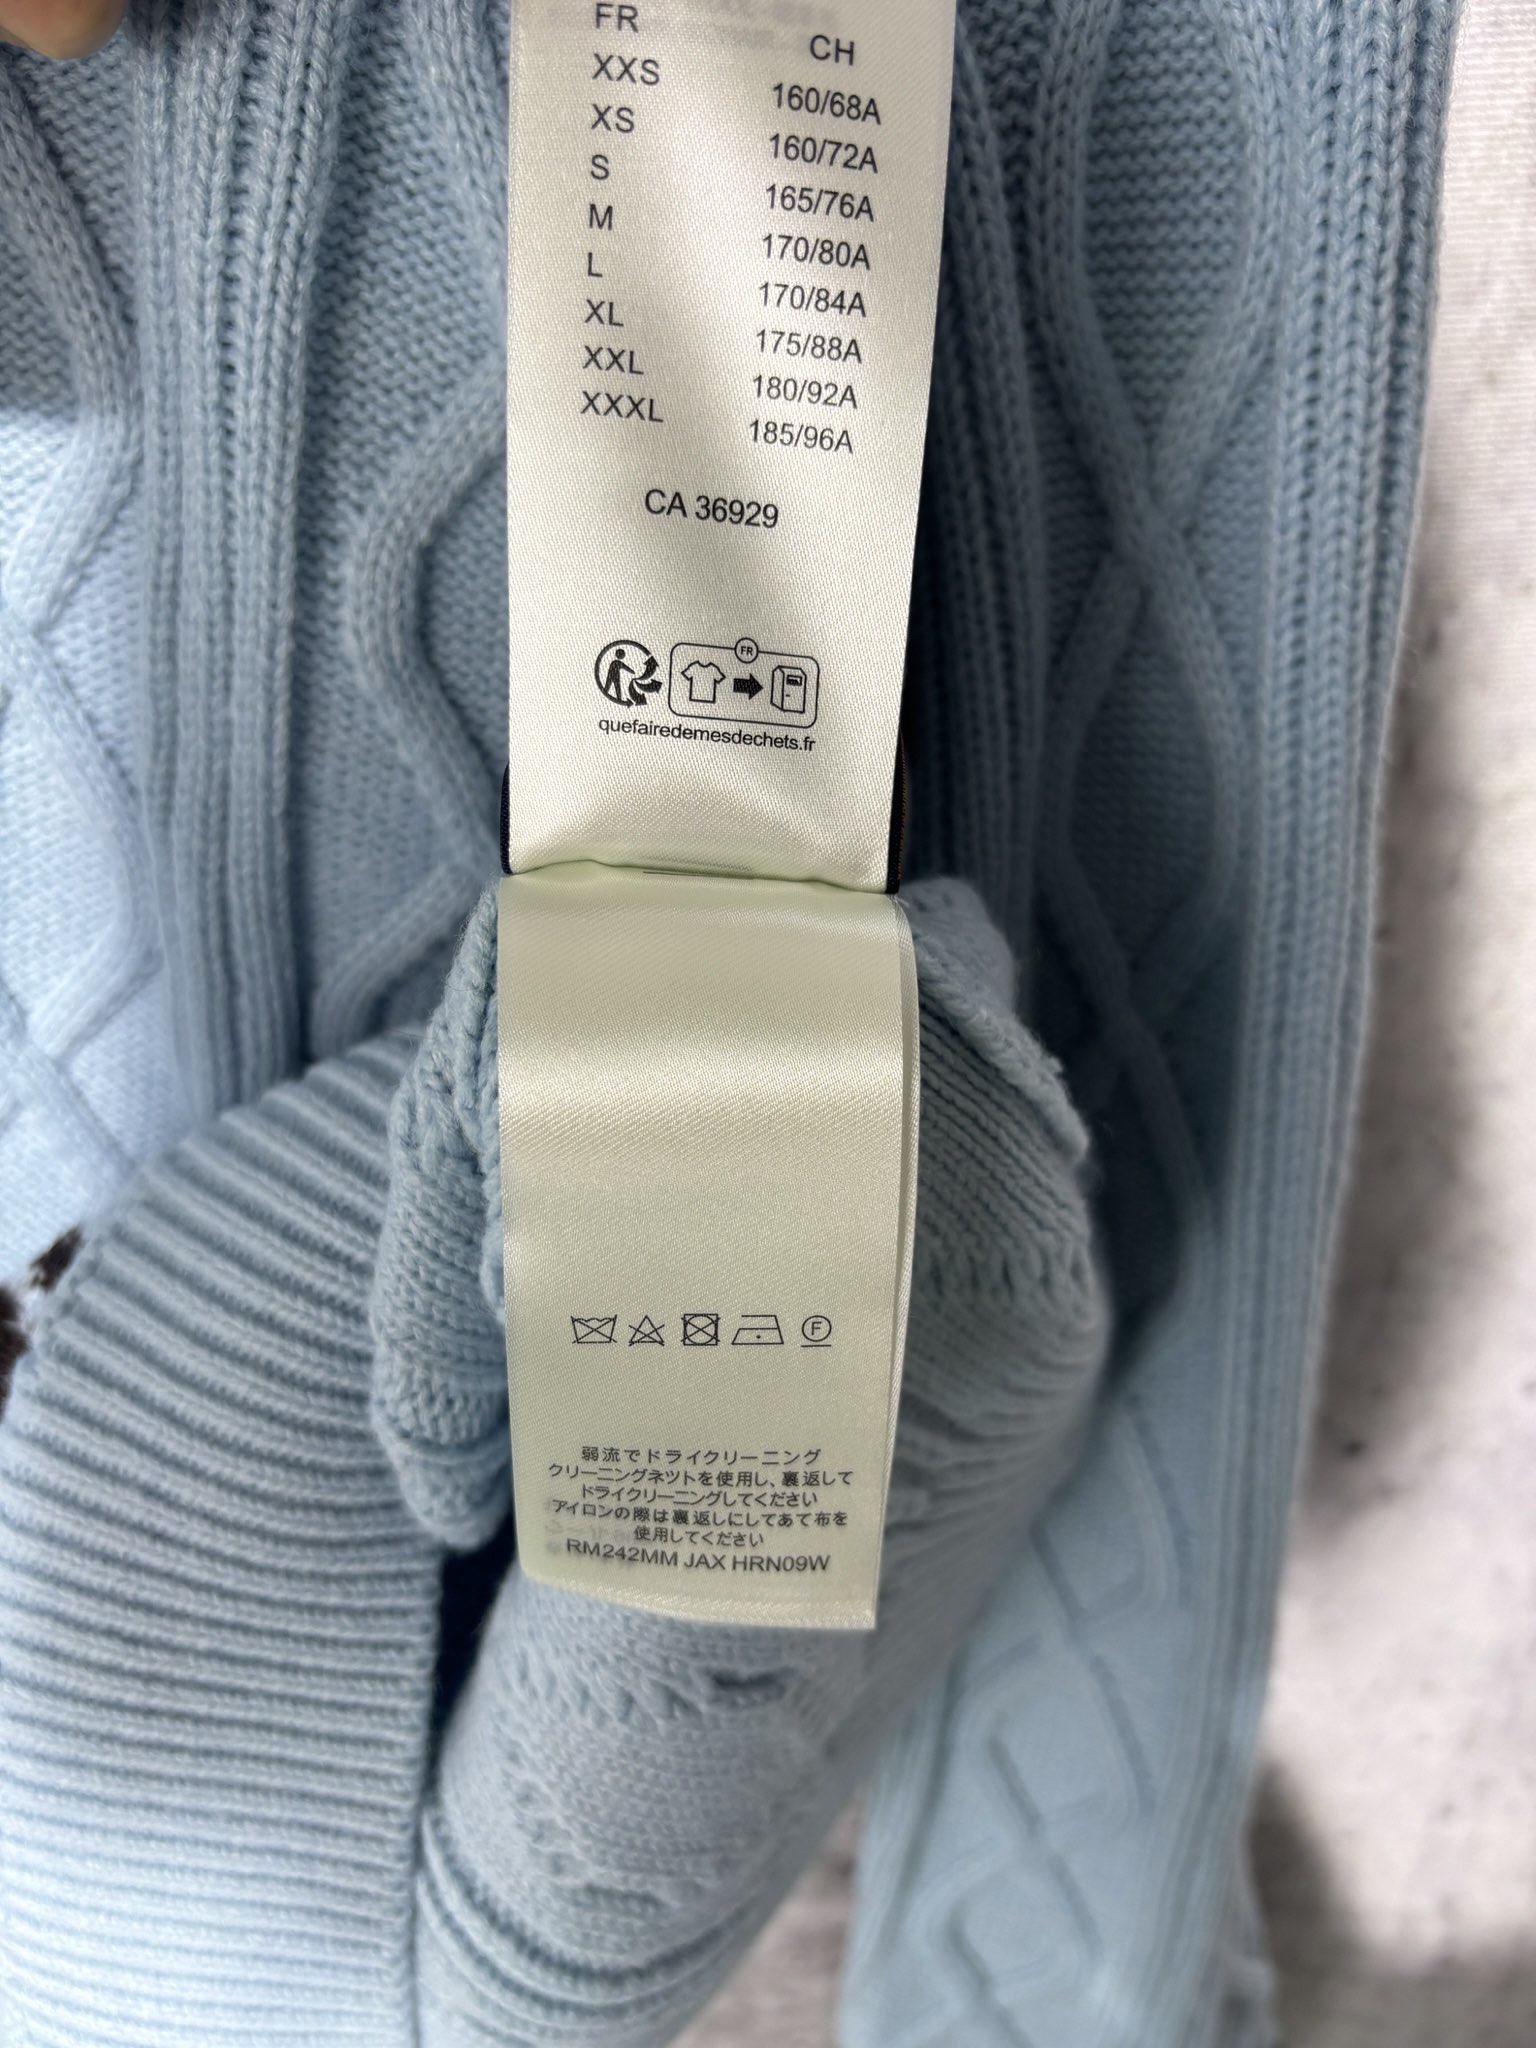 FR CH
XXS 160/68A
XS 160/72A
S 165/76A
M 170/80A
L 170/84A
XL 175/88A
XXL 180/92A
XXXL 185/96A
CA 36929
FR
quefairedemesdechets.fr
F
弱流でドライクリーニング
クリーニングネツトを使用し、裏返して
ドライクリーニングしてください
アイロンの際は裏返しにしてあて布を
使用してください
RM242MM JAX HRN09W